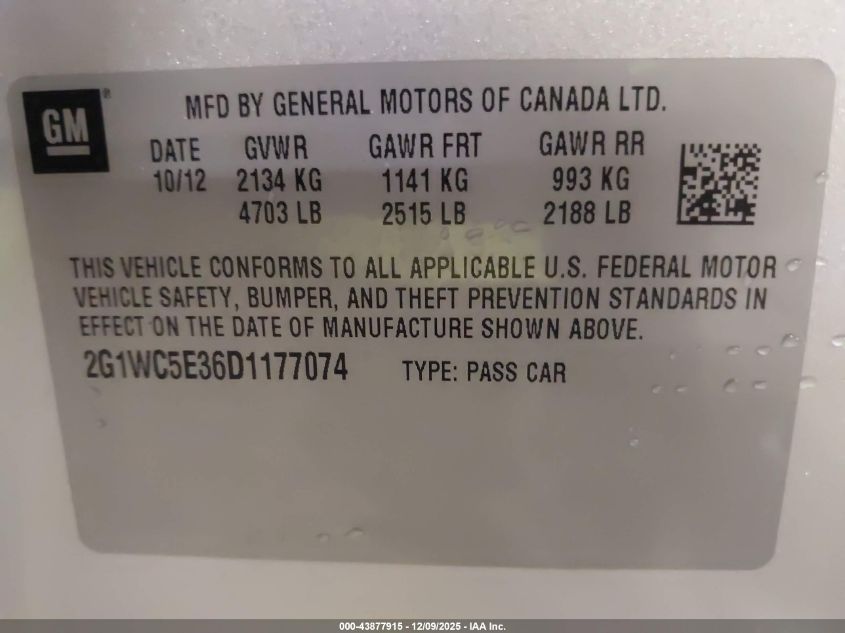 GM ®
MFD BY GENERAL MOTORS OF CANADA LTD.
DATE GVWR GAWR FRT GAWR RR
10/12 2134 KG 1141 KG 993 KG
4703 LB 2515 LB 2188 LB
THIS VEHICLE CONFORMS TO ALL APPLICABLE U.S. FEDERAL MOTOR
VEHICLE SAFETY, BUMPER, AND THEFT PREVENTION STANDARDS IN
EFFECT ON THE DATE OF MANUFACTURE SHOWN ABOVE.
2G1WC5E36D1177074 TYPE: PASS CAR
000-43877915 - 12/09/2025 - IAA Inc.